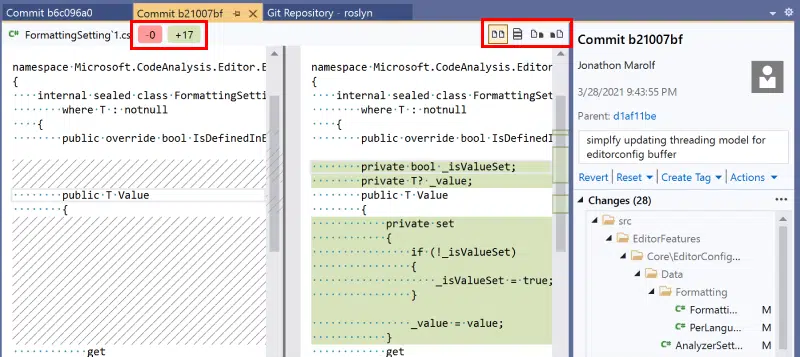 Commit b6c096a0
Commit b21007bf
Git Repository - roslyn
C# FormattingSetting`1.cs
-0
+17
namespace Microsoft.CodeAnalysis.Editor.E
{
internal sealed class FormattingSetti
where T : notnull
{
public override bool IsDefinedInE
public T Value
{
get
namespace Microsoft.CodeAnalysis.Editor.Ed
{
internal sealed class FormattingSettin
where T : notnull
{
public override bool IsDefinedInEd
private bool _isValueSet;
private T? _value;
public T Value
{
private set
{
if (!_isValueSet)
{
_isValueSet = true;
}
_value = value;
}
get
Commit b21007bf
Jonathon Marolf
3/28/2021 9:43:55 PM
Parent: d1af11be
simplfy updating threading model for
editorconfig buffer
Revert
Reset
Create Tag
Actions
Changes (28)
src
EditorFeatures
Core\EditorConfig...
Data
Formatting
C# Formatti... M
C# PerLangu... M
C# AnalyzerSett... M